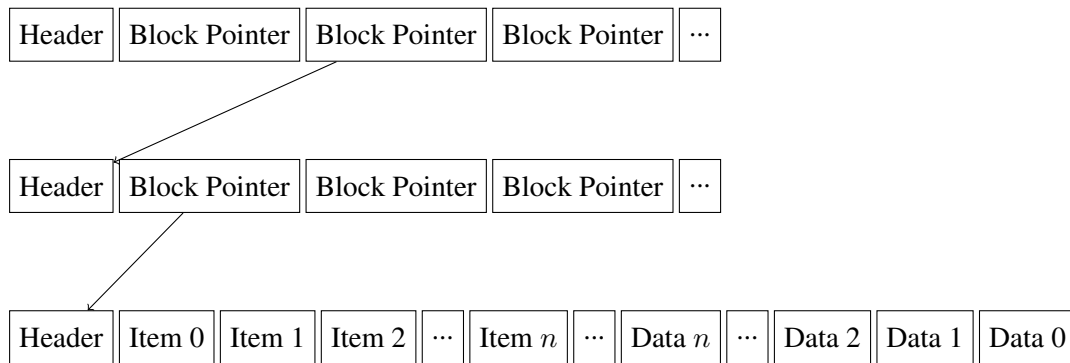 Header Block Pointer Block Pointer Block Pointer ...
Header Block Pointer Block Pointer Block Pointer ...
Header Item 0 Item 1 Item 2 ... Item n ... Data n ... Data 2 Data 1 Data 0